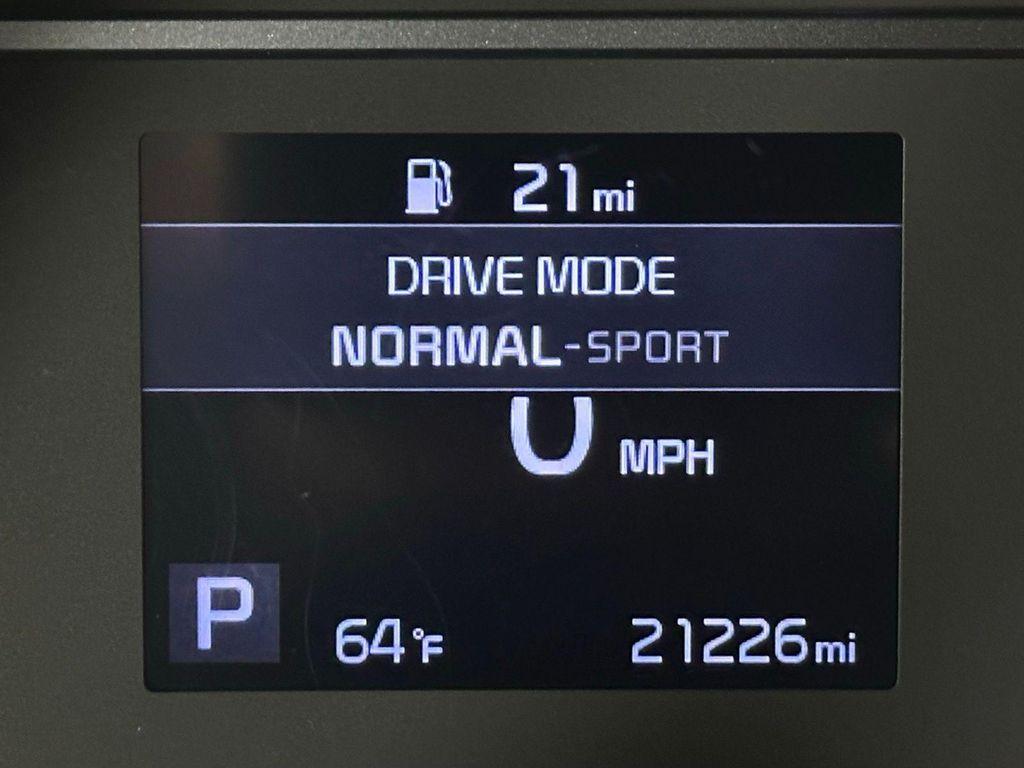 21 mi
DRIVE MODE
NORMAL-SPORT
0 MPH
P 64°F 21226 mi